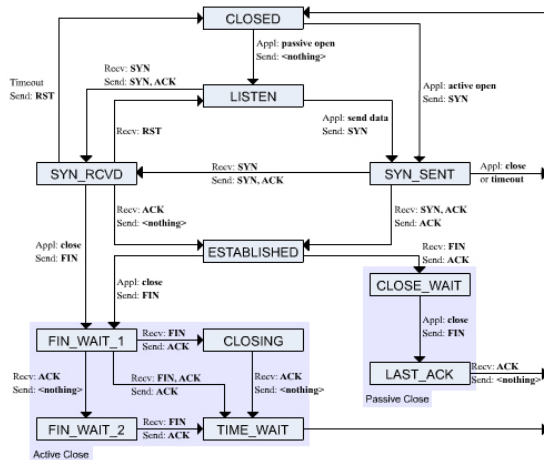 CLOSED
Appl: passive open
Send: <nothing>
Recv: SYN
Send: SYN, ACK
Timeout
Send: RST
Appl: active open
Send: SYN
LISTEN
Appl: send data
Send: SYN
Recv: RST
Recv: SYN
Send: SYN, ACK
SYN_RCVD
SYN_SENT
Appl: close
or timeout
Recv: ACK
Send: <nothing>
Recv: SYN, ACK
Send: ACK
Appl: close
Send: FIN
ESTABLISHED
Recv: FIN
Send: ACK
Appl: close
Send: FIN
CLOSE_WAIT
Appl: close
Send: FIN
FIN_WAIT_1
Recv: FIN
Send: ACK
CLOSING
Recv: ACK
Send: <nothing>
Recv: FIN, ACK
Send: ACK
Recv: ACK
Send: <nothing>
LAST_ACK
Recv: ACK
Send: <nothing>
Passive Close
FIN_WAIT_2
Recv: FIN
Send: ACK
TIME_WAIT
Active Close